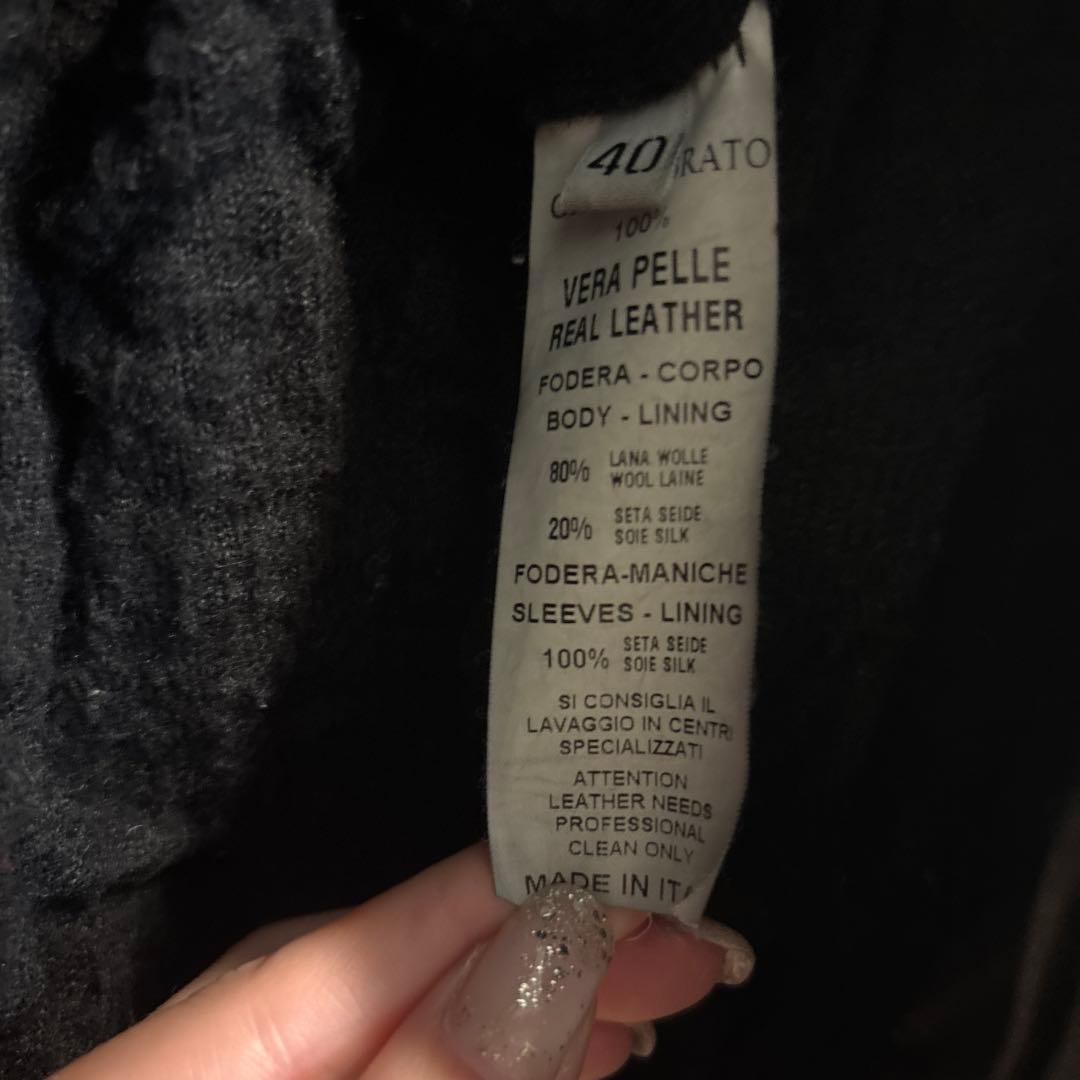 40
100%
VERA PELLE
REAL LEATHER
FODERA - CORPO
BODY - LINING
80% LANA WOLLE
WOOL LAINE
20% SETA SEIDE
SOIE SILK
FODERA-MANICHE
SLEEVES - LINING
100% SETA SEIDE
SOIE SILK
SI CONSIGLIA IL
LAVAGGIO IN CENTRI
SPECIALIZZATI
ATTENTION
LEATHER NEEDS
PROFESSIONAL
CLEAN ONLY
MADE IN